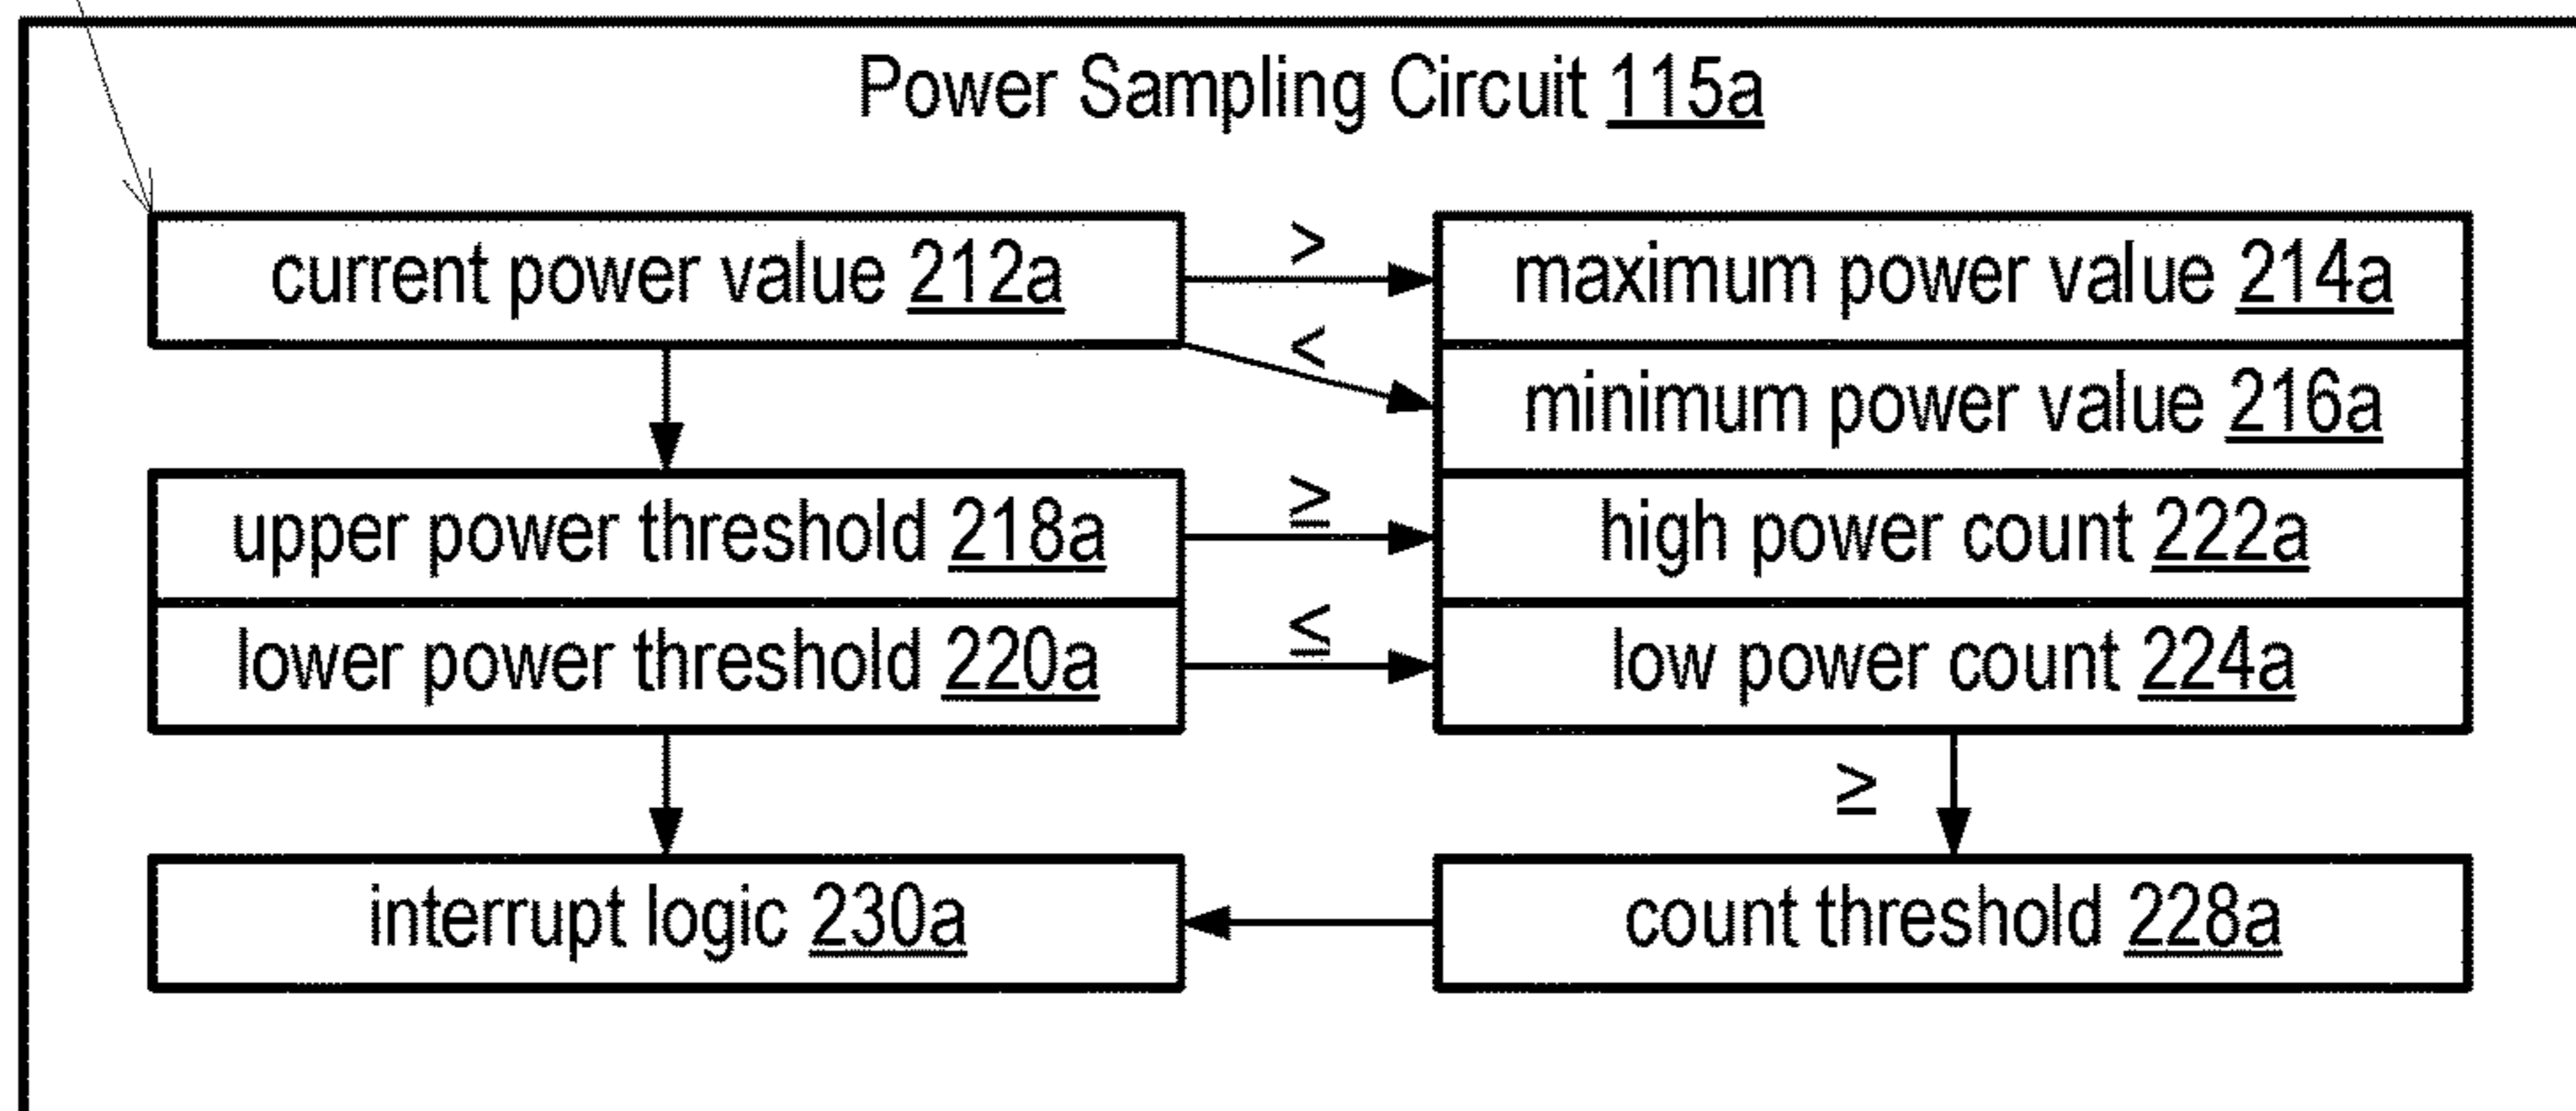 Power Sampling Circuit 115a
current power value 212a
>
maximum power value 214a
<
minimum power value 216a
upper power threshold 218a
≥
high power count 222a
lower power threshold 220a
≤
low power count 224a
≥
interrupt logic 230a
count threshold 228a